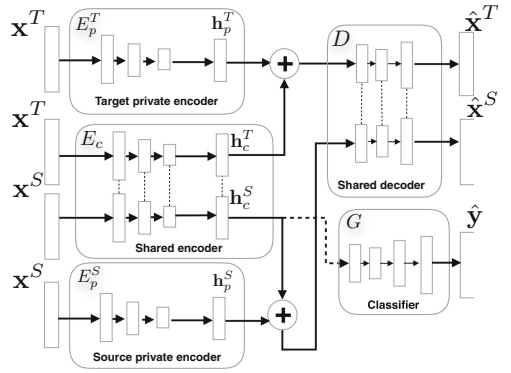 x^T E_p^T h_p^T D x̂^T
+
Target private encoder
x^T E_c h_c^T x̂^S
x^S h_c^S Shared decoder
Shared encoder G ŷ
x^S E_p^S h_p^S
+ Classifier
Source private encoder